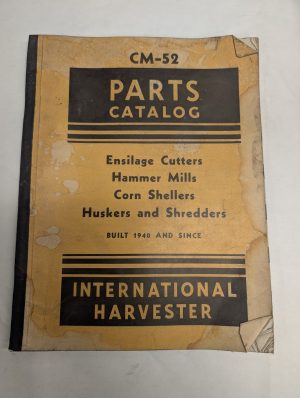 CM-52
PARTS
CATALOG
Ensilage Cutters
Hammer Mills
Corn Shellers
Huskers and Shredders
BUILT 1940 AND SINCE
INTERNATIONAL
HARVESTER